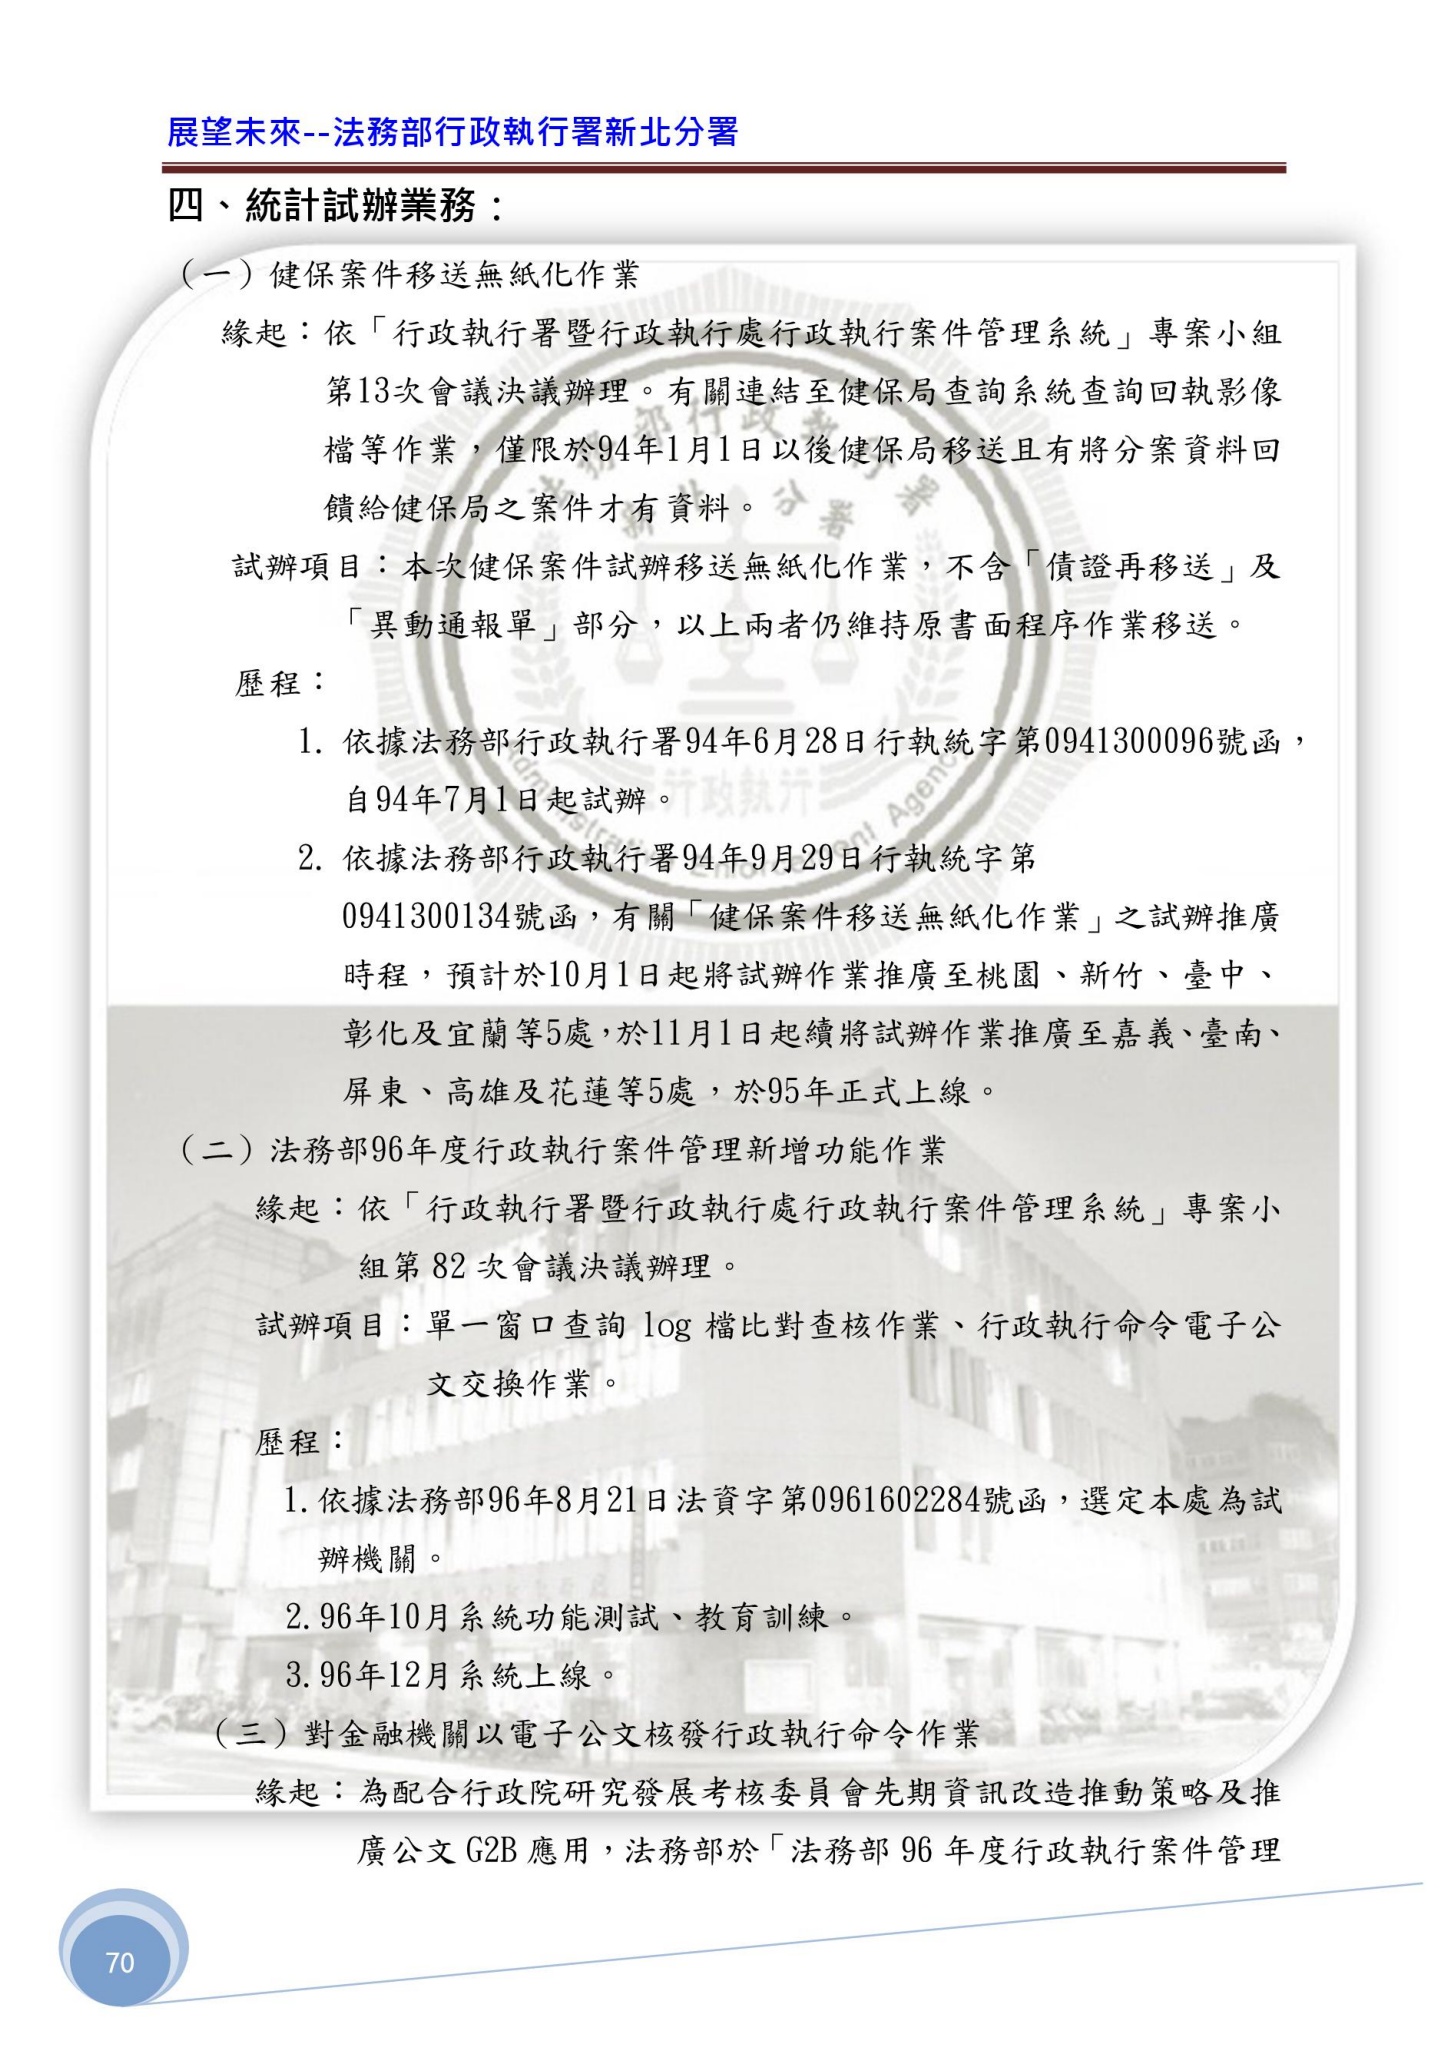 展望未來--法務部行政執行署新北分署
四、統計試辦業務：
（一）健保案件移送無紙化作業
緣起：依「行政執行署暨行政執行處行政執行案件管理系統」專案小組
第13次會議決議辦理。有關連結至健保局查詢系統查詢回執影像
檔等作業，僅限於94年1月1日以後健保局移送且有將分案資料回
饋給健保局之案件才有資料。
試辦項目：本次健保案件試辦移送無紙化作業，不含「債證再移送」及
「異動通報單」部分，以上兩者仍維持原書面程序作業移送。
歷程：
1. 依據法務部行政執行署94年6月28日行執統字第0941300096號函，
自94年7月1日起試辦。
2. 依據法務部行政執行署94年9月29日行執統字第
0941300134號函，有關「健保案件移送無紙化作業」之試辦推廣
時程，預計於10月1日起將試辦作業推廣至桃園、新竹、臺中、
彰化及宜蘭等5處，於11月1日起續將試辦作業推廣至嘉義、臺南、
屏東、高雄及花蓮等5處，於95年正式上線。
（二）法務部96年度行政執行案件管理新增功能作業
緣起：依「行政執行署暨行政執行處行政執行案件管理系統」專案小
組第 82 次會議決議辦理。
試辦項目：單一窗口查詢 log 檔比對查核作業、行政執行命令電子公
文交換作業。
歷程：
1.依據法務部96年8月21日法資字第0961602284號函，選定本處為試
辦機關。
2.96年10月系統功能測試、教育訓練。
3.96年12月系統上線。
（三）對金融機關以電子公文核發行政執行命令作業
緣起：為配合行政院研究發展考核委員會先期資訊改造推動策略及推
廣公文 G2B 應用，法務部於「法務部 96 年度行政執行案件管理
70
法務部行政執行署
新北分署
行政執行
Administrative Enforcement Agency